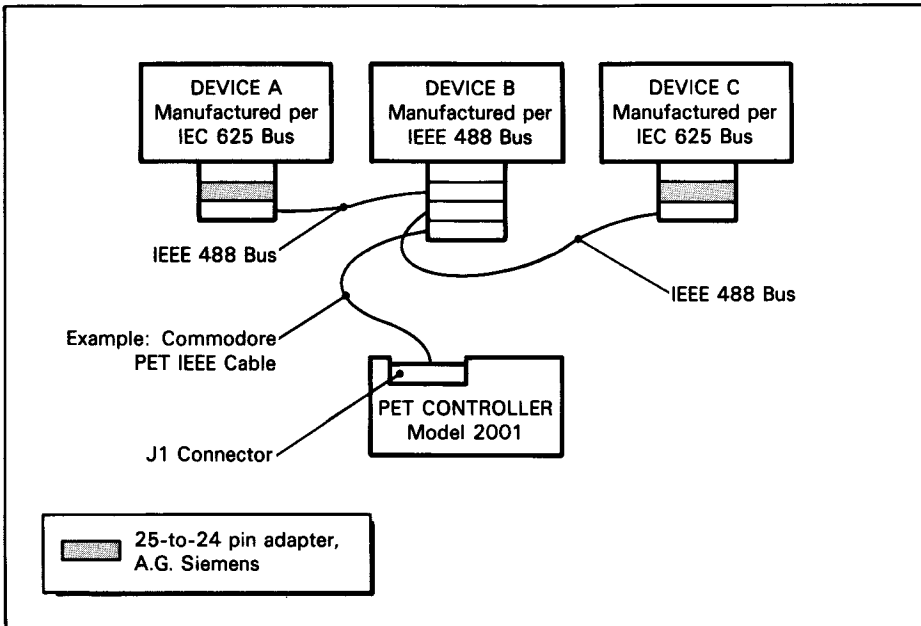 DEVICE A
Manufactured per
IEC 625 Bus
DEVICE B
Manufactured per
IEEE 488 Bus
DEVICE C
Manufactured per
IEC 625 Bus
IEEE 488 Bus
IEEE 488 Bus
Example: Commodore
PET IEEE Cable
J1 Connector
PET CONTROLLER
Model 2001
25-to-24 pin adapter,
A.G. Siemens